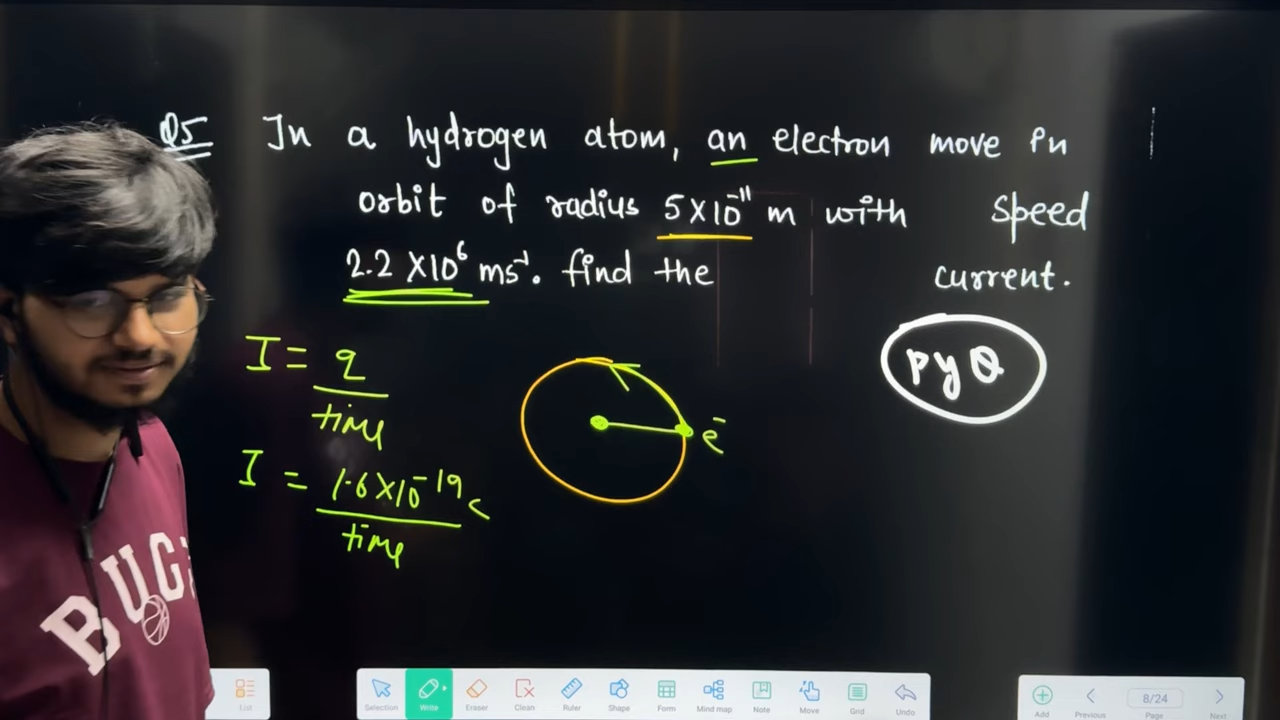 Q5 In a hydrogen atom, an electron move in
orbit of radius 5×10⁻¹¹ m with speed
2.2 ×10⁶ ms⁻¹. find the current.
PYQ
I = q / time
e⁻
I = 1.6×10⁻¹⁹ C / time
BUC
List
Selection
Write
Eraser
Clean
Ruler
Shape
Form
Mind map
Note
Move
Grid
Undo
Add
Previous
8/24
Page
Next